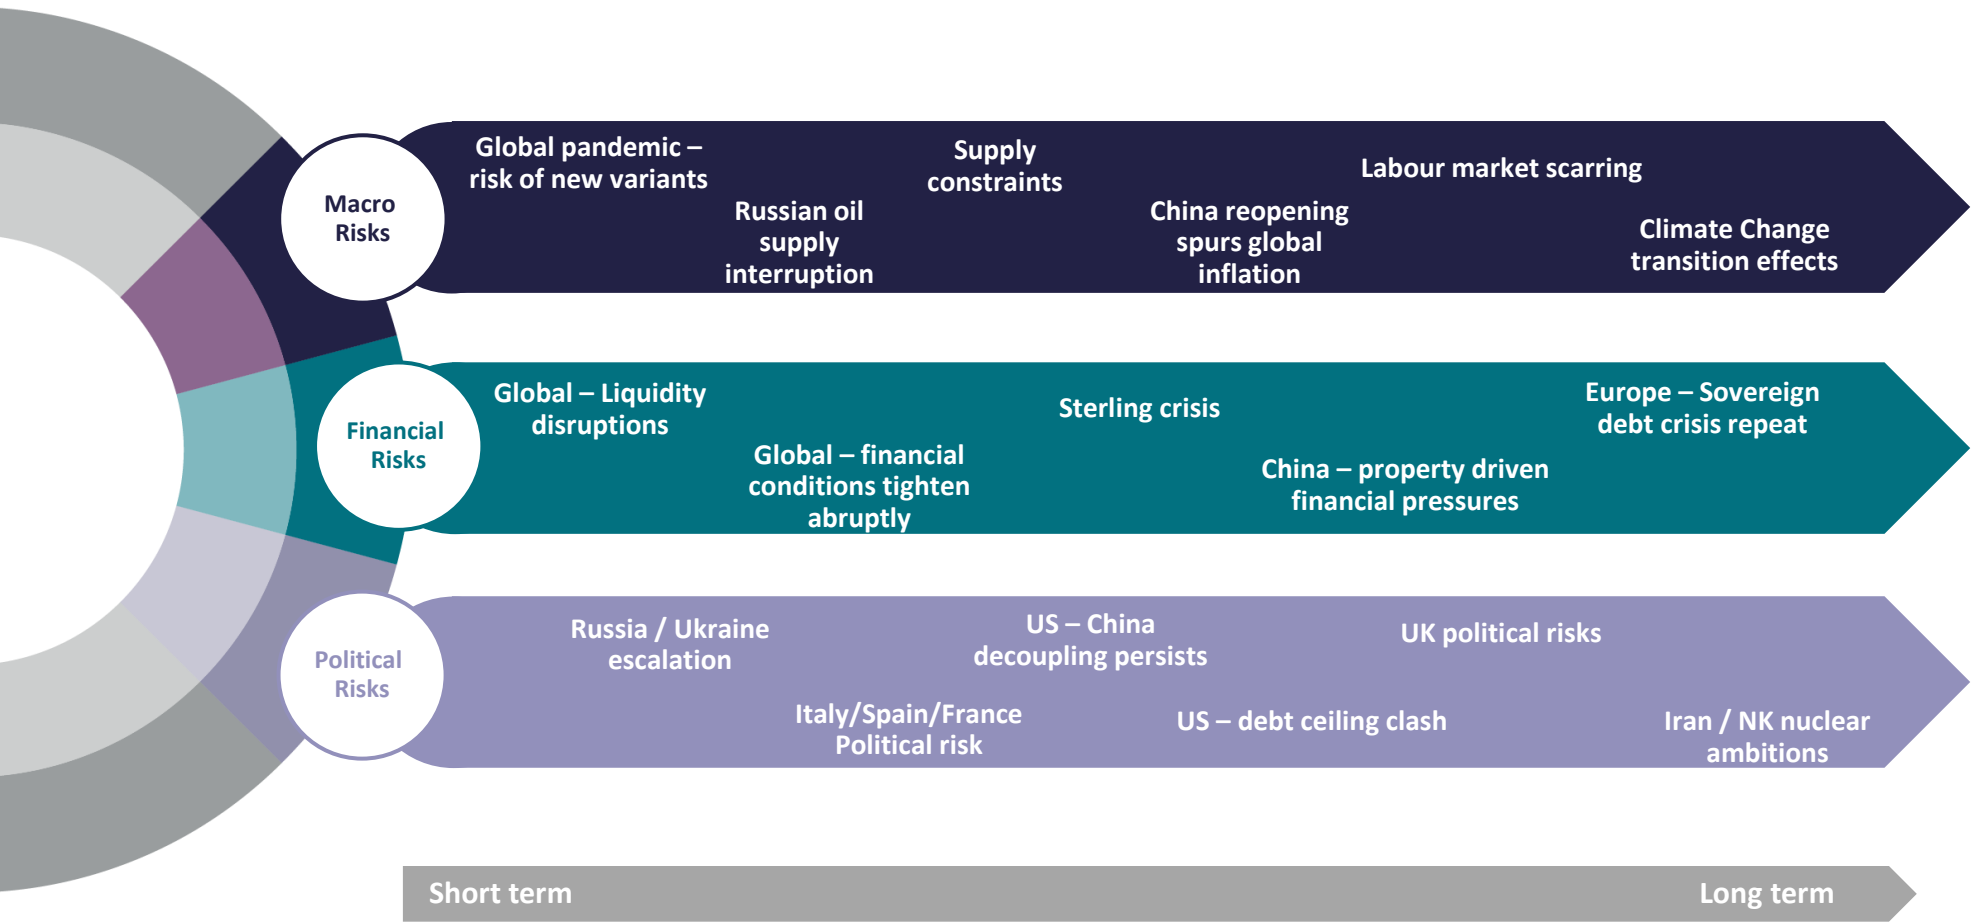 Macro
Risks
Global pandemic –
risk of new variants
Russian oil
supply
interruption
Supply
constraints
China reopening
spurs global
inflation
Labour market scarring
Climate Change
transition effects
Financial
Risks
Global – Liquidity
disruptions
Global – financial
conditions tighten
abruptly
Sterling crisis
China – property driven
financial pressures
Europe – Sovereign
debt crisis repeat
Political
Risks
Russia / Ukraine
escalation
Italy/Spain/France
Political risk
US – China
decoupling persists
US – debt ceiling clash
UK political risks
Iran / NK nuclear
ambitions
Short term
Long term